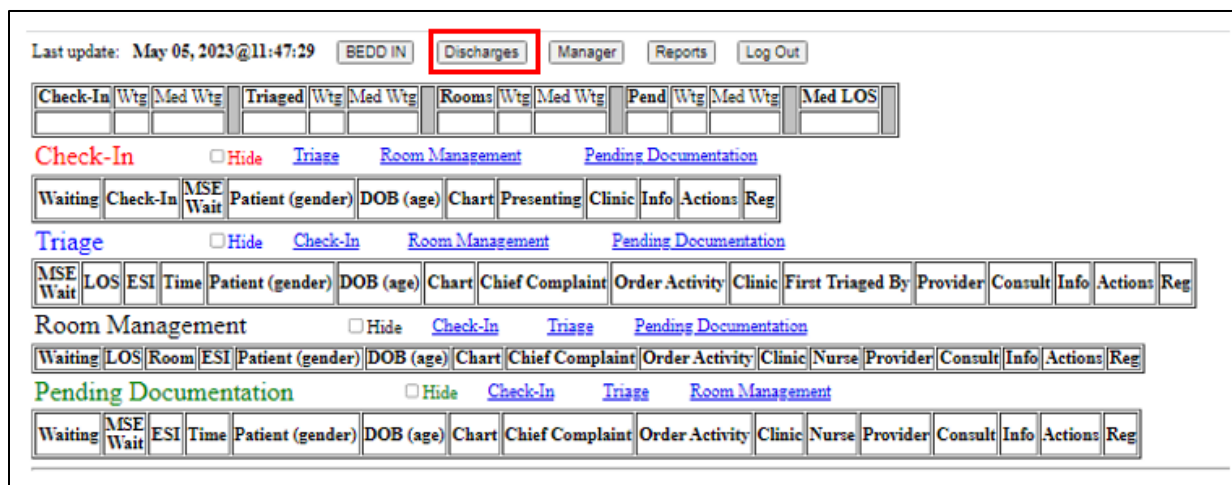 Last update: May 05, 2023@11:47:29 BEDD IN Discharges Manager Reports Log Out
Check-In Wtg Med Wtg Triaged Wtg Med Wtg Rooms Wtg Med Wtg Pend Wtg Med Wtg Med LOS
Check-In Hide Triage Room Management Pending Documentation
Waiting Check-In MSE Wait Patient (gender) DOB (age) Chart Presenting Clinic Info Actions Reg
Triage Hide Check-In Room Management Pending Documentation
MSE Wait LOS ESI Time Patient (gender) DOB (age) Chart Chief Complaint Order Activity Clinic First Triaged By Provider Consult Info Actions Reg
Room Management Hide Check-In Triage Pending Documentation
Waiting LOS Room ESI Patient (gender) DOB (age) Chart Chief Complaint Order Activity Clinic Nurse Provider Consult Info Actions Reg
Pending Documentation Hide Check-In Triage Room Management
Waiting MSE Wait ESI Time Patient (gender) DOB (age) Chart Chief Complaint Order Activity Clinic Nurse Provider Consult Info Actions Reg